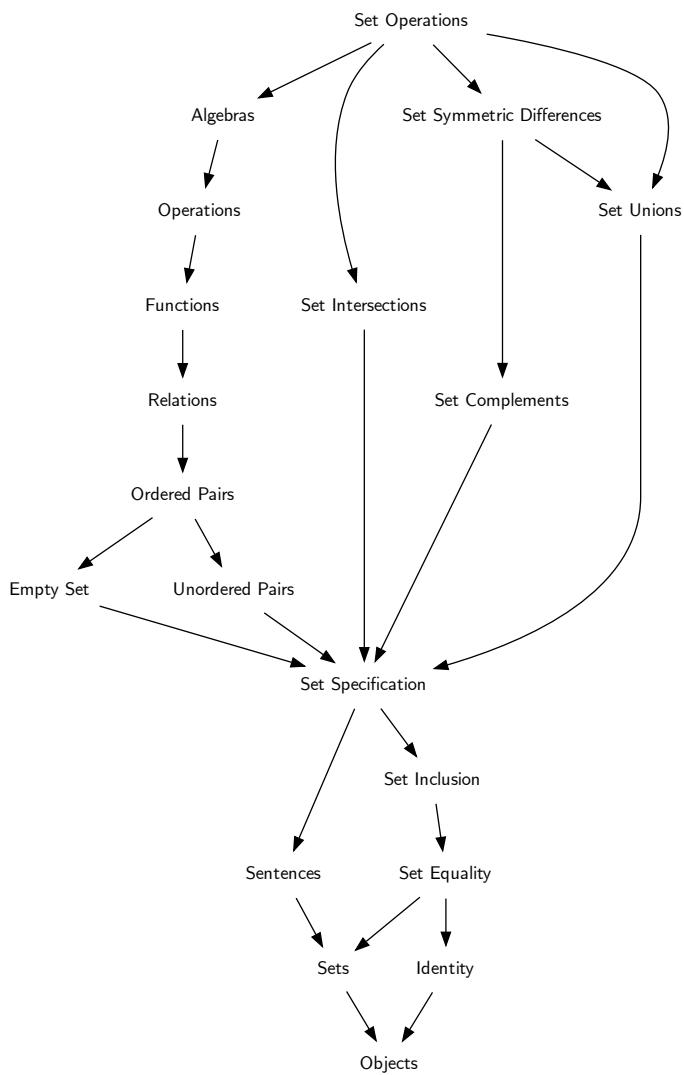 Set Operations
Algebras
Set Symmetric Differences
Operations
Set Unions
Functions
Set Intersections
Relations
Set Complements
Ordered Pairs
Empty Set
Unordered Pairs
Set Specification
Set Inclusion
Sentences
Set Equality
Sets
Identity
Objects